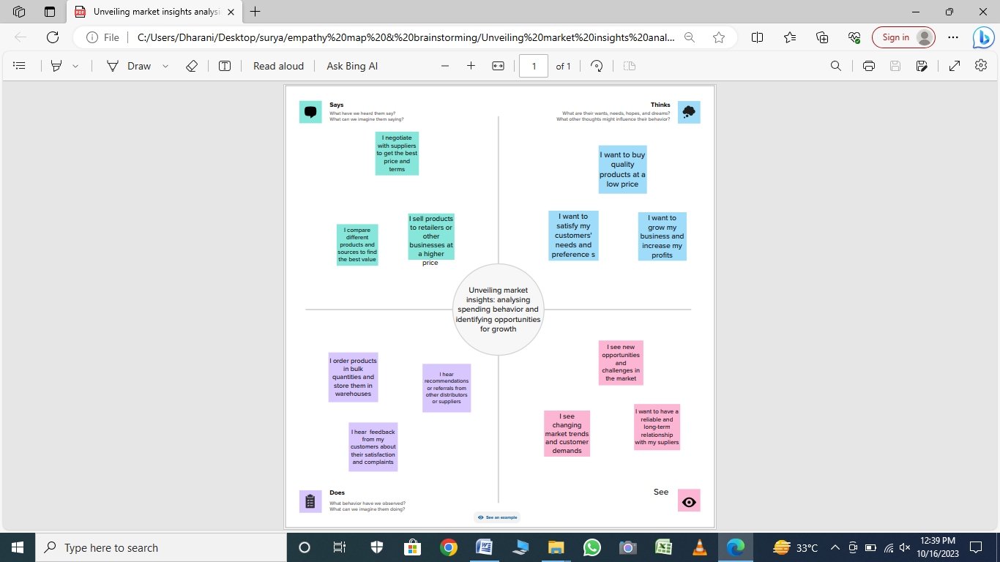 Unveiling market insights analysi
File
C:/Users/Dharani/Desktop/surya/empathy%20map%20&%20brainstorming/Unveiling%20market%20insights%20anal...
Sign in
Draw
Read aloud
Ask Bing AI
1
of 1
Says
What have we heard them say?
What can we imagine them saying?
Thinks
What are their wants, needs, hopes, and dreams?
What other thoughts might influence their behavior?
I negotiate
with suppliers
to get the best
price and
terms
I want to buy
quality
products at a
low price
I compare
different
products and
sources to find
the best value
I sell products
to retailers or
other
businesses at
a higher
price
I want to
satisfy my
customers'
needs and
preference s
I want to
grow my
business and
increase my
profits
Unveiling market
insights: analysing
spending behavior and
identifying opportunities
for growth
I order products
in bulk
quantities and
store them in
warehouses
I hear
recommendations
or referrals from
other distributors
or suppliers
I hear feedback
from my
customers about
their satisfaction
and complaints
I see new
opportunities
and
challenges in
the market
I see
changing
market trends
and customer
demands
I want to have a
reliable and
long-term
relationship
with my supliers
Does
What behavior have we observed?
What can we imagine them doing?
See
See an example
Type here to search
33°C
12:39 PM
10/16/2023